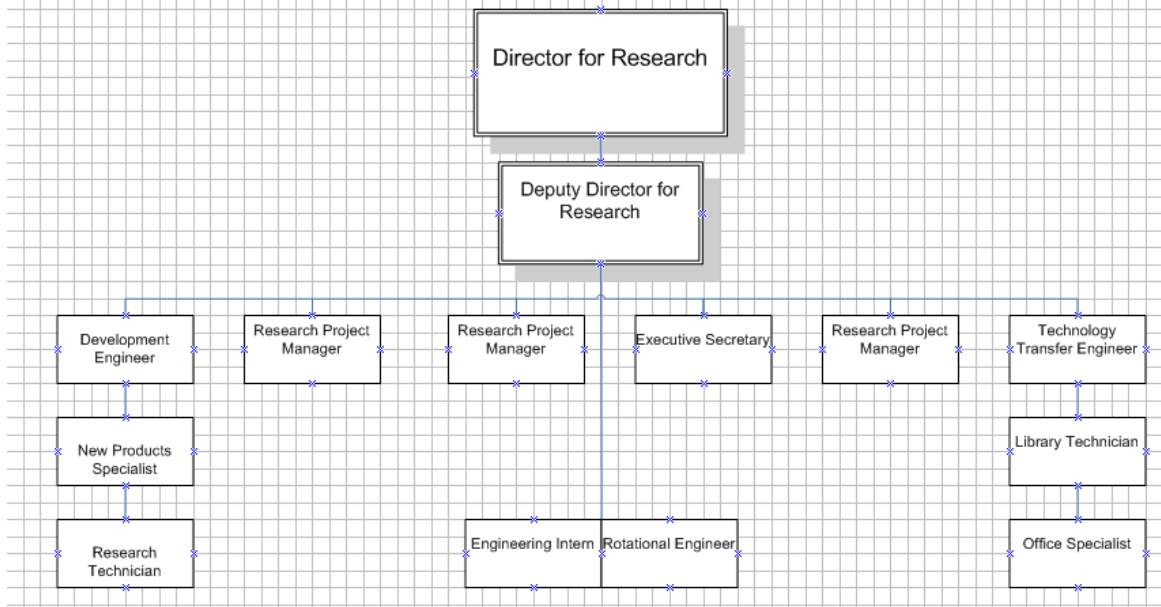 Director for Research
Deputy Director for
Research
Development
Engineer
Research Project
Manager
Research Project
Manager
Executive Secretary
Research Project
Manager
Technology
Transfer Engineer
New Products
Specialist
Library Technician
Research
Technician
Engineering Intern
Rotational Engineer
Office Specialist